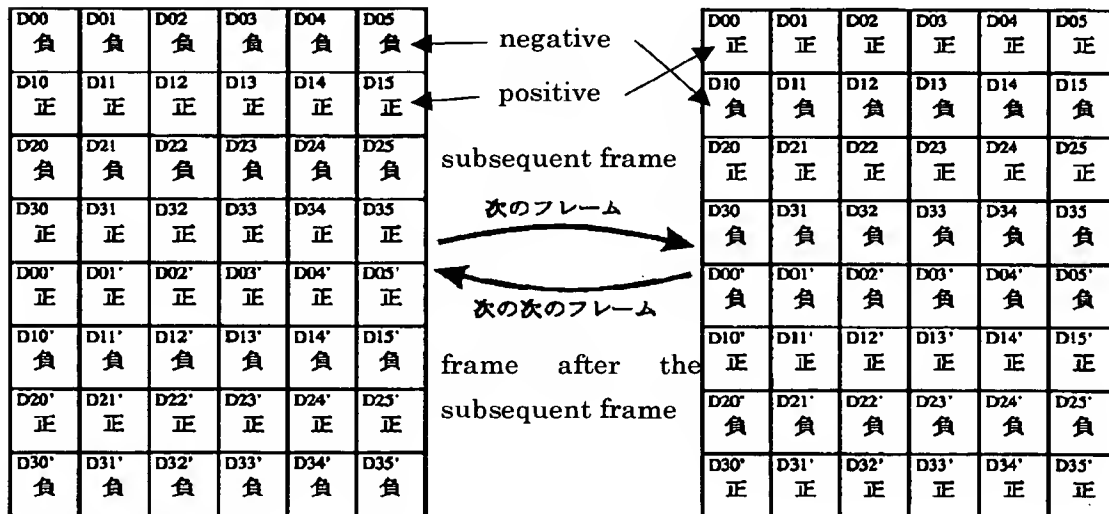 D00 D01 D02 D03 D04 D05
負 負 負 負 負 負
D10 D11 D12 D13 D14 D15
正 正 正 正 正 正
D20 D21 D22 D23 D24 D25
負 負 負 負 負 負
D30 D31 D32 D33 D34 D35
正 正 正 正 正 正
D00' D01' D02' D03' D04' D05'
正 正 正 正 正 正
D10' D11' D12' D13' D14' D15'
負 負 負 負 負 負
D20' D21' D22' D23' D24' D25'
正 正 正 正 正 正
D30' D31' D32' D33' D34' D35'
負 負 負 負 負 負
negative
positive
subsequent frame
次のフレーム
次の次のフレーム
frame after the
subsequent frame
D00 D01 D02 D03 D04 D05
正 正 正 正 正 正
D10 D11 D12 D13 D14 D15
負 負 負 負 負 負
D20 D21 D22 D23 D24 D25
正 正 正 正 正 正
D30 D31 D32 D33 D34 D35
負 負 負 負 負 負
D00' D01' D02' D03' D04' D05'
負 負 負 負 負 負
D10' D11' D12' D13' D14' D15'
正 正 正 正 正 正
D20' D21' D22' D23' D24' D25'
負 負 負 負 負 負
D30' D31' D32' D33' D34' D35'
正 正 正 正 正 正